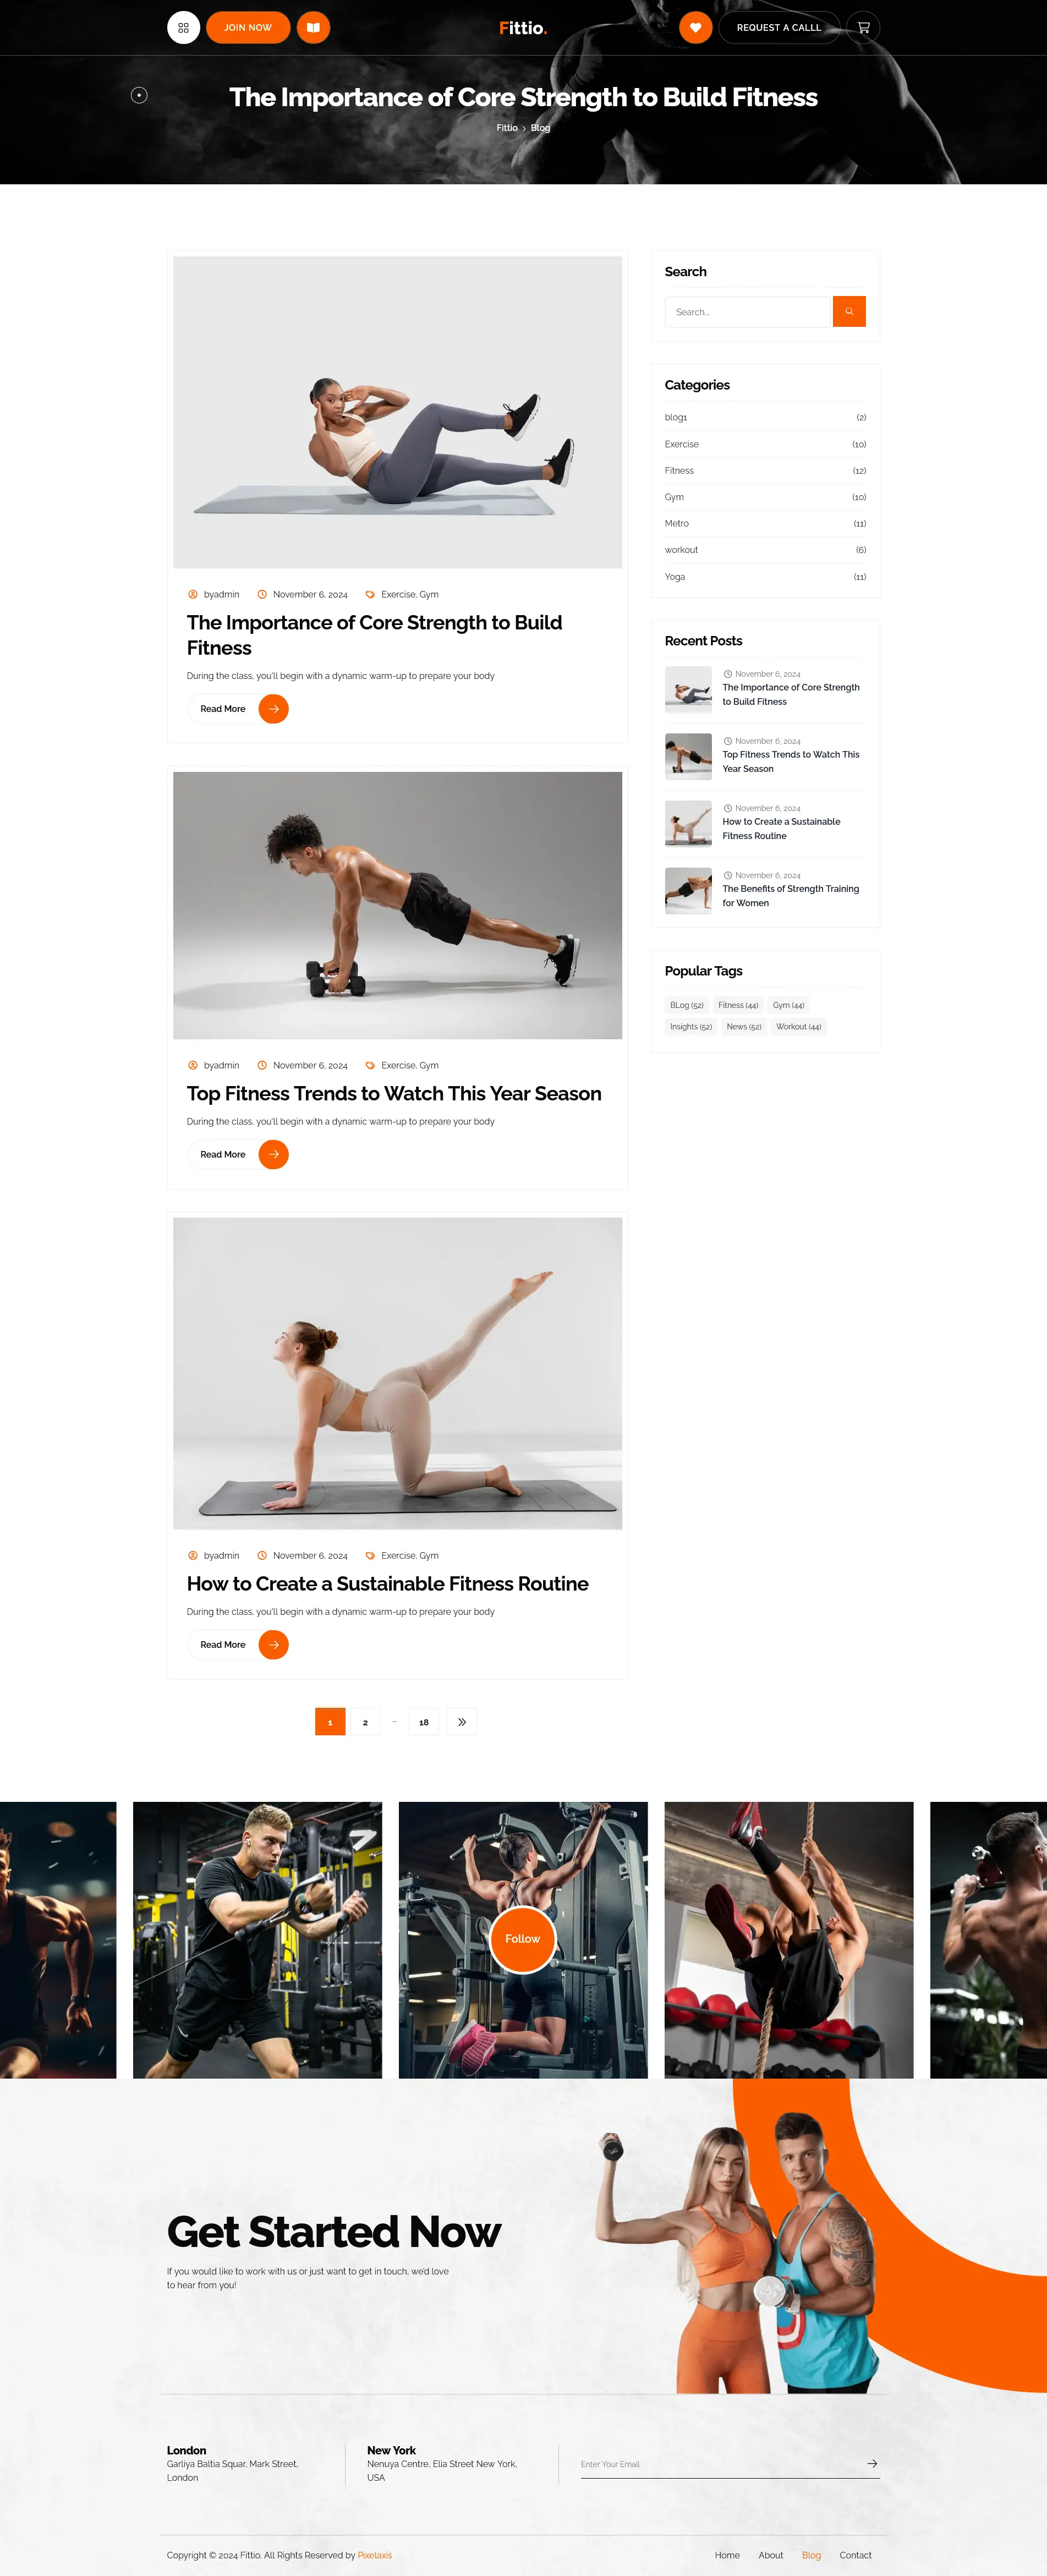 JOIN NOW
Fittio.
REQUEST A CALLL
The Importance of Core Strength to Build Fitness
Fittio
Blog
byadmin
November 6, 2024
Exercise, Gym
The Importance of Core Strength to Build
Fitness
During the class, you'll begin with a dynamic warm-up to prepare your body
Read More
byadmin
November 6, 2024
Exercise, Gym
Top Fitness Trends to Watch This Year Season
During the class, you'll begin with a dynamic warm-up to prepare your body
Read More
byadmin
November 6, 2024
Exercise, Gym
How to Create a Sustainable Fitness Routine
During the class, you'll begin with a dynamic warm-up to prepare your body
Read More
1
2
–
18
Search
Search...
Categories
blog1 (2)
Exercise (10)
Fitness (12)
Gym (10)
Metro (11)
workout (6)
Yoga (11)
Recent Posts
November 6, 2024
The Importance of Core Strength
to Build Fitness
November 6, 2024
Top Fitness Trends to Watch This
Year Season
November 6, 2024
How to Create a Sustainable
Fitness Routine
November 6, 2024
The Benefits of Strength Training
for Women
Popular Tags
BLog (52) Fitness (44) Gym (44)
Insights (52) News (52) Workout (44)
Follow
Get Started Now
If you would like to work with us or just want to get in touch, we'd love
to hear from you!
London
Garliya Baltia Squar, Mark Street,
London
New York
Nenuya Centre, Elia Street New York,
USA
Enter Your Email
Copyright © 2024 Fittio. All Rights Reserved by Pixelaxis
Home
About
Blog
Contact